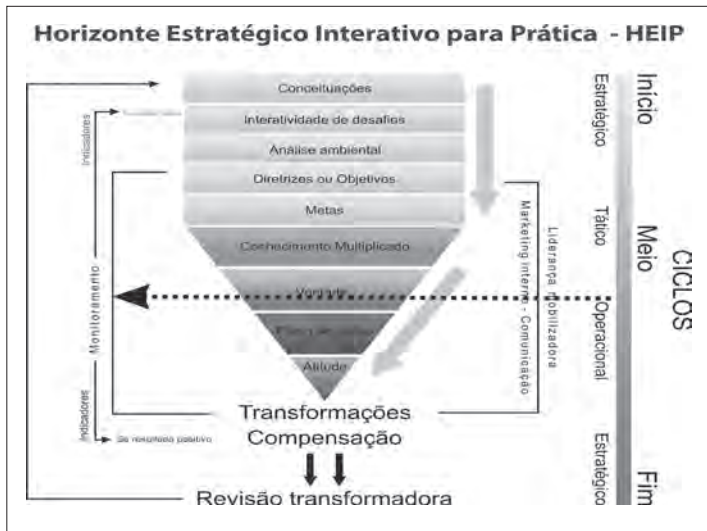 Horizonte Estratégico Interativo para Prática - HEIP
Conceituações
Interatividade de desafios
Análise ambiental
Diretrizes ou Objetivos
Metas
Conhecimento Multiplicado
Vontade
Atitude
Transformações
Compensação
Revisão transformadora
Indicadores
Monitoramento
Indicadores
Se resultado positivo
Marketing interno - Comunicação
Liderança mobilizadora
Estratégico
Tático
Operacional
Estratégico
Início
Meio
Fim
CICLOS